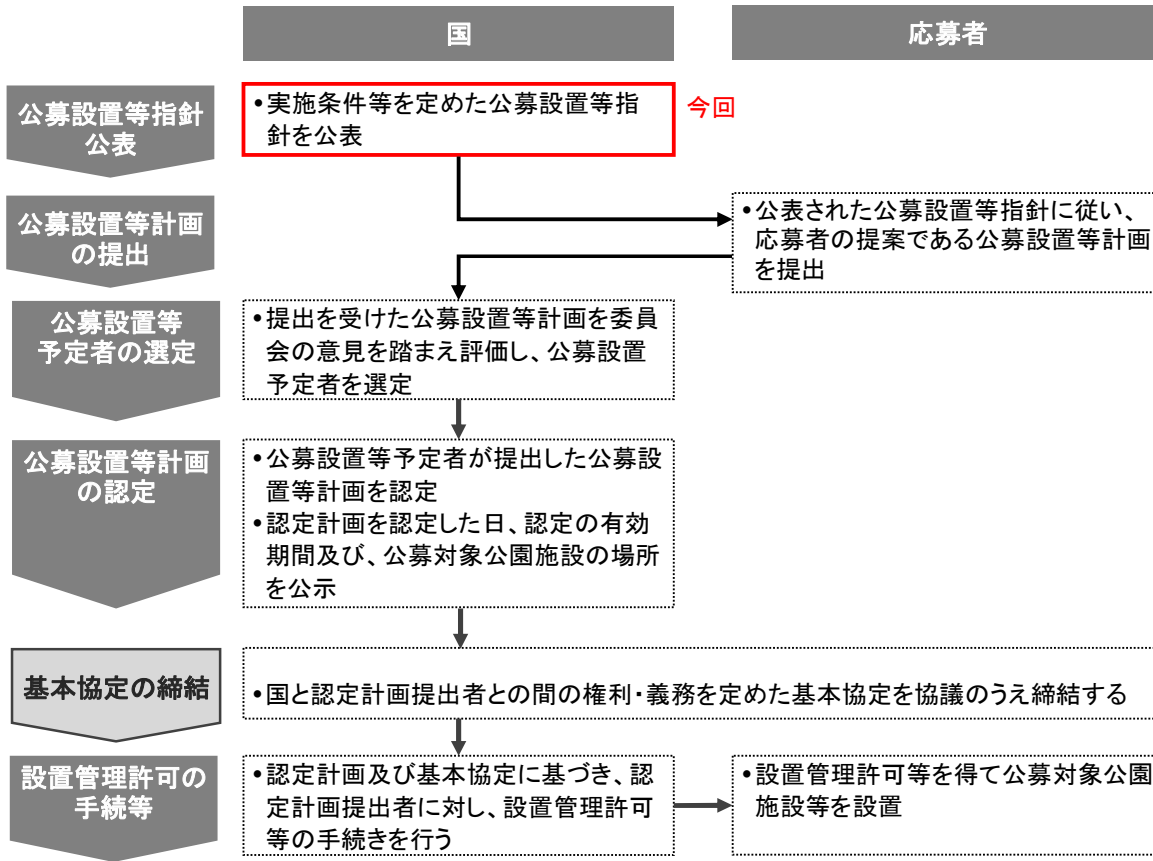 国
応募者
公募設置等指針
公表
•実施条件等を定めた公募設置等指
針を公表
今回
公募設置等計画
の提出
•公表された公募設置等指針に従い、
応募者の提案である公募設置等計画
を提出
公募設置等
予定者の選定
•提出を受けた公募設置等計画を委員
会の意見を踏まえ評価し、公募設置
予定者を選定
公募設置等計画
の認定
•公募設置等予定者が提出した公募設
置等計画を認定
•認定計画を認定した日、認定の有効
期間及び、公募対象公園施設の場所
を公示
基本協定の締結
•国と認定計画提出者との間の権利・義務を定めた基本協定を協議のうえ締結する
設置管理許可の
手続等
•認定計画及び基本協定に基づき、認
定計画提出者に対し、設置管理許可
等の手続きを行う
•設置管理許可等を得て公募対象公園
施設等を設置